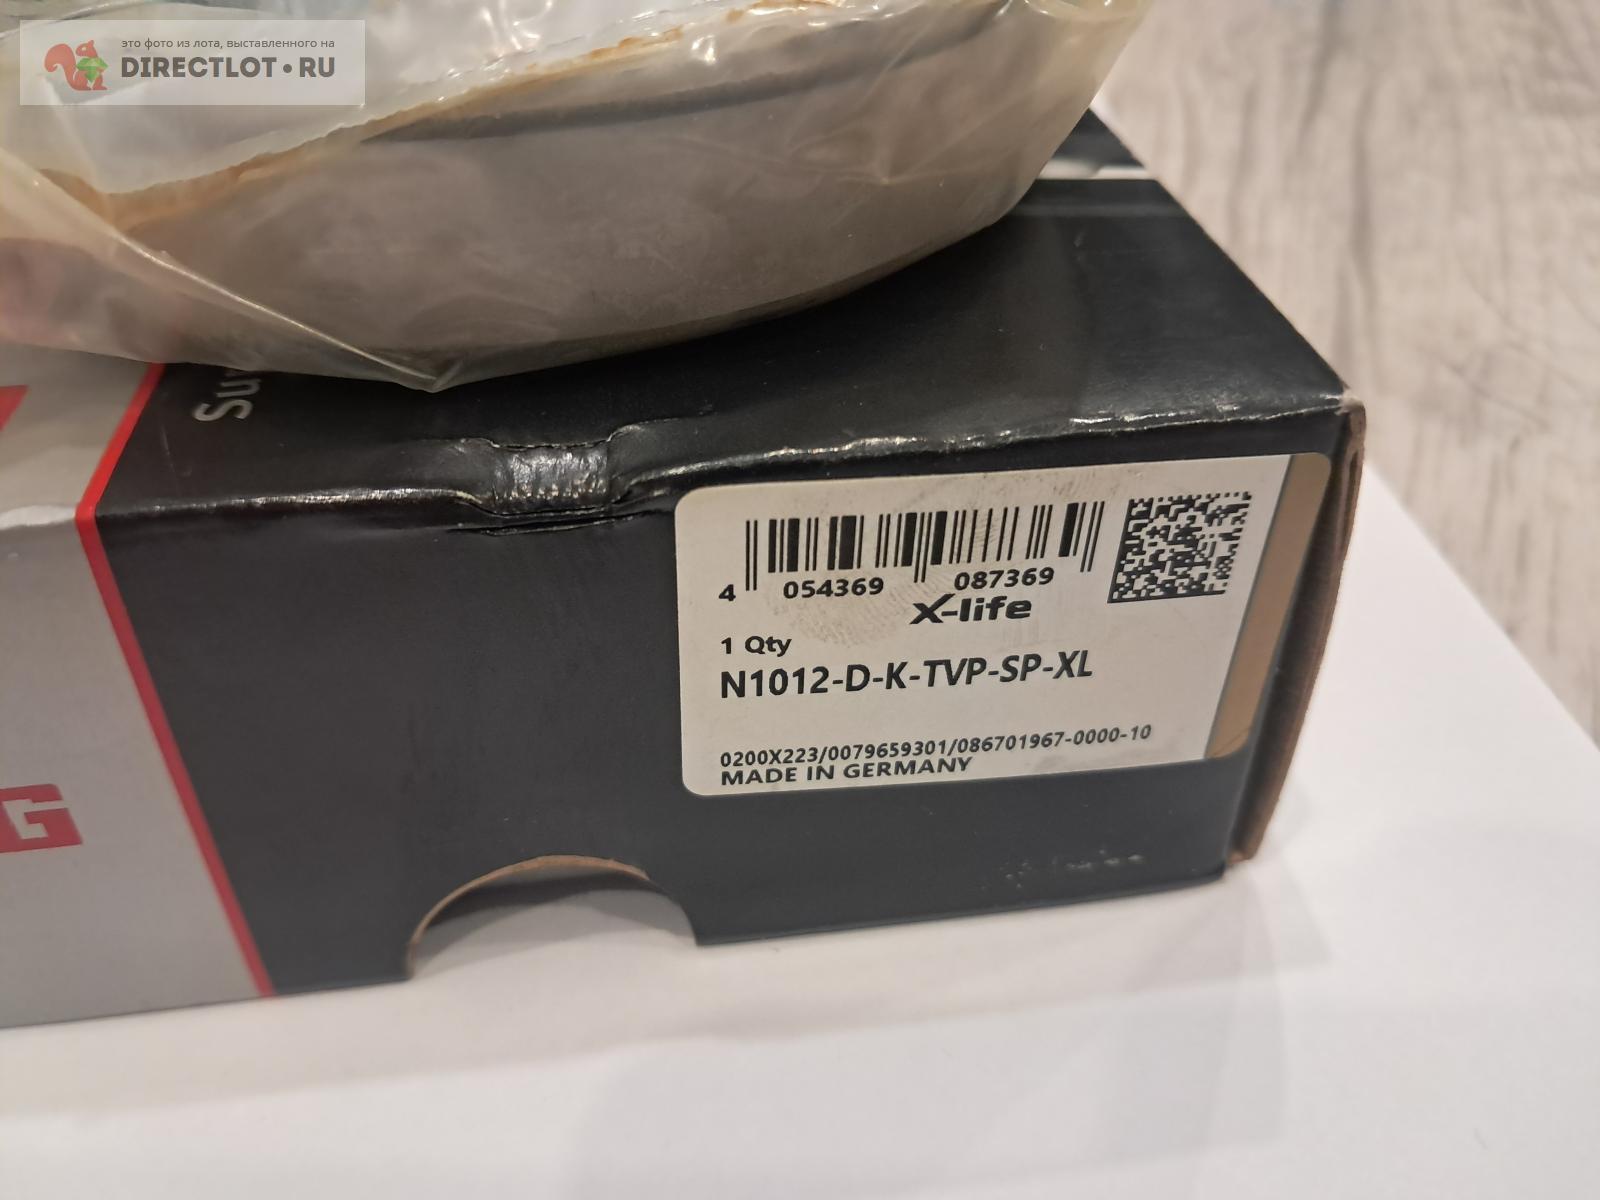 это фото из лота, выставленного на
DIRECTLOT•RU
Su
G
4 054369 087369
X-life
1 Qty
N1012-D-K-TVP-SP-XL
0200X223/0079659301/086701967-0000-10
MADE IN GERMANY